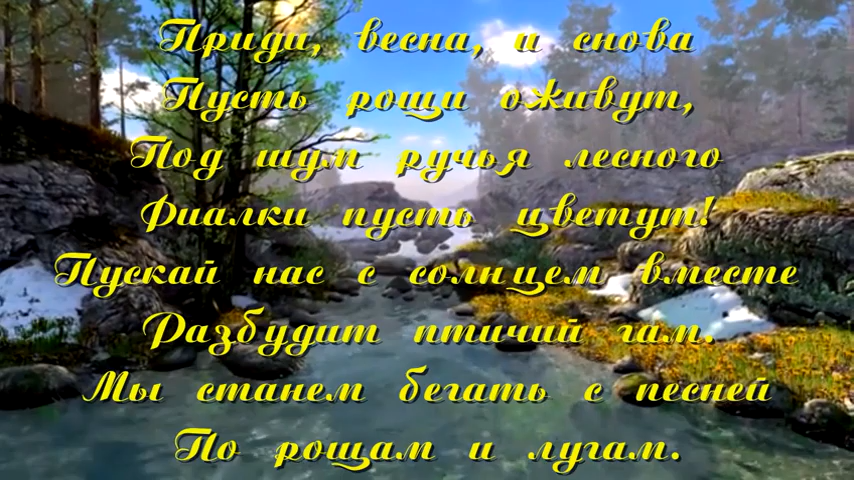 Приди, весна, и снова
Пусть рощи оживут,
Под шум ручья лесного
Фиалки пусть цветут!
Пускай нас с солнцем вместе
Разбудит птичий гам.
Мы станем бегать с песней
По рощам и лугам.